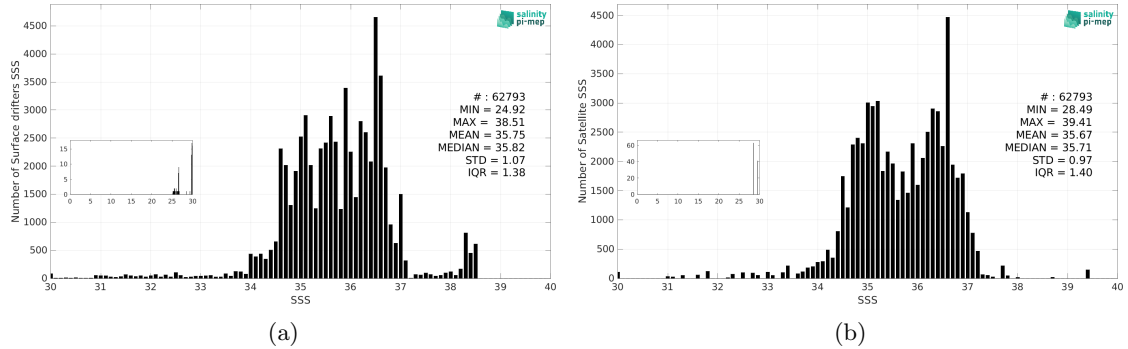 salinity
pi-mep
Number of Surface drifters SSS
4500
4000
3500
3000
2500
2000
1500
1000
500
0
30 31 32 33 34 35 36 37 38 39 40
SSS
# : 62793
MIN = 24.92
MAX = 38.51
MEAN = 35.75
MEDIAN = 35.82
STD = 1.07
IQR = 1.38
15
10
5
0
0 5 10 15 20 25 30
(a)
salinity
pi-mep
Number of Satellite SSS
4500
4000
3500
3000
2500
2000
1500
1000
500
0
30 31 32 33 34 35 36 37 38 39 40
SSS
# : 62793
MIN = 28.49
MAX = 39.41
MEAN = 35.67
MEDIAN = 35.71
STD = 0.97
IQR = 1.40
60
40
20
0
0 5 10 15 20 25 30
(b)